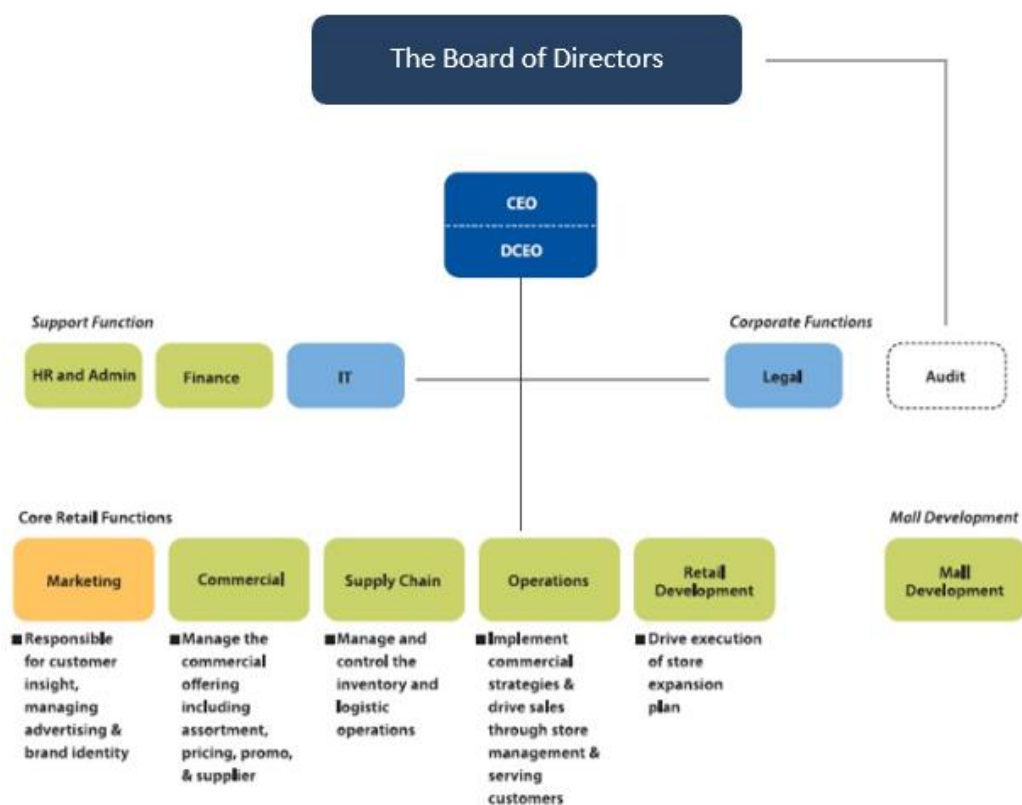 The Board of Directors
CEO
DCEO
Support Function
Corporate Functions
HR and Admin
Finance
IT
Legal
Audit
Core Retail Functions
Mall Development
Marketing
Commercial
Supply Chain
Operations
Retail
Development
Mall
Development
■ Responsible
for customer
insight,
managing
advertising &
brand identity
■ Manage the
commercial
offering
including
assortment,
pricing, promo,
& supplier
■ Manage and
control the
inventory and
logistic
operations
■ Implement
commercial
strategies &
drive sales
through store
management &
serving
customers
■ Drive execution
of store
expansion
plan